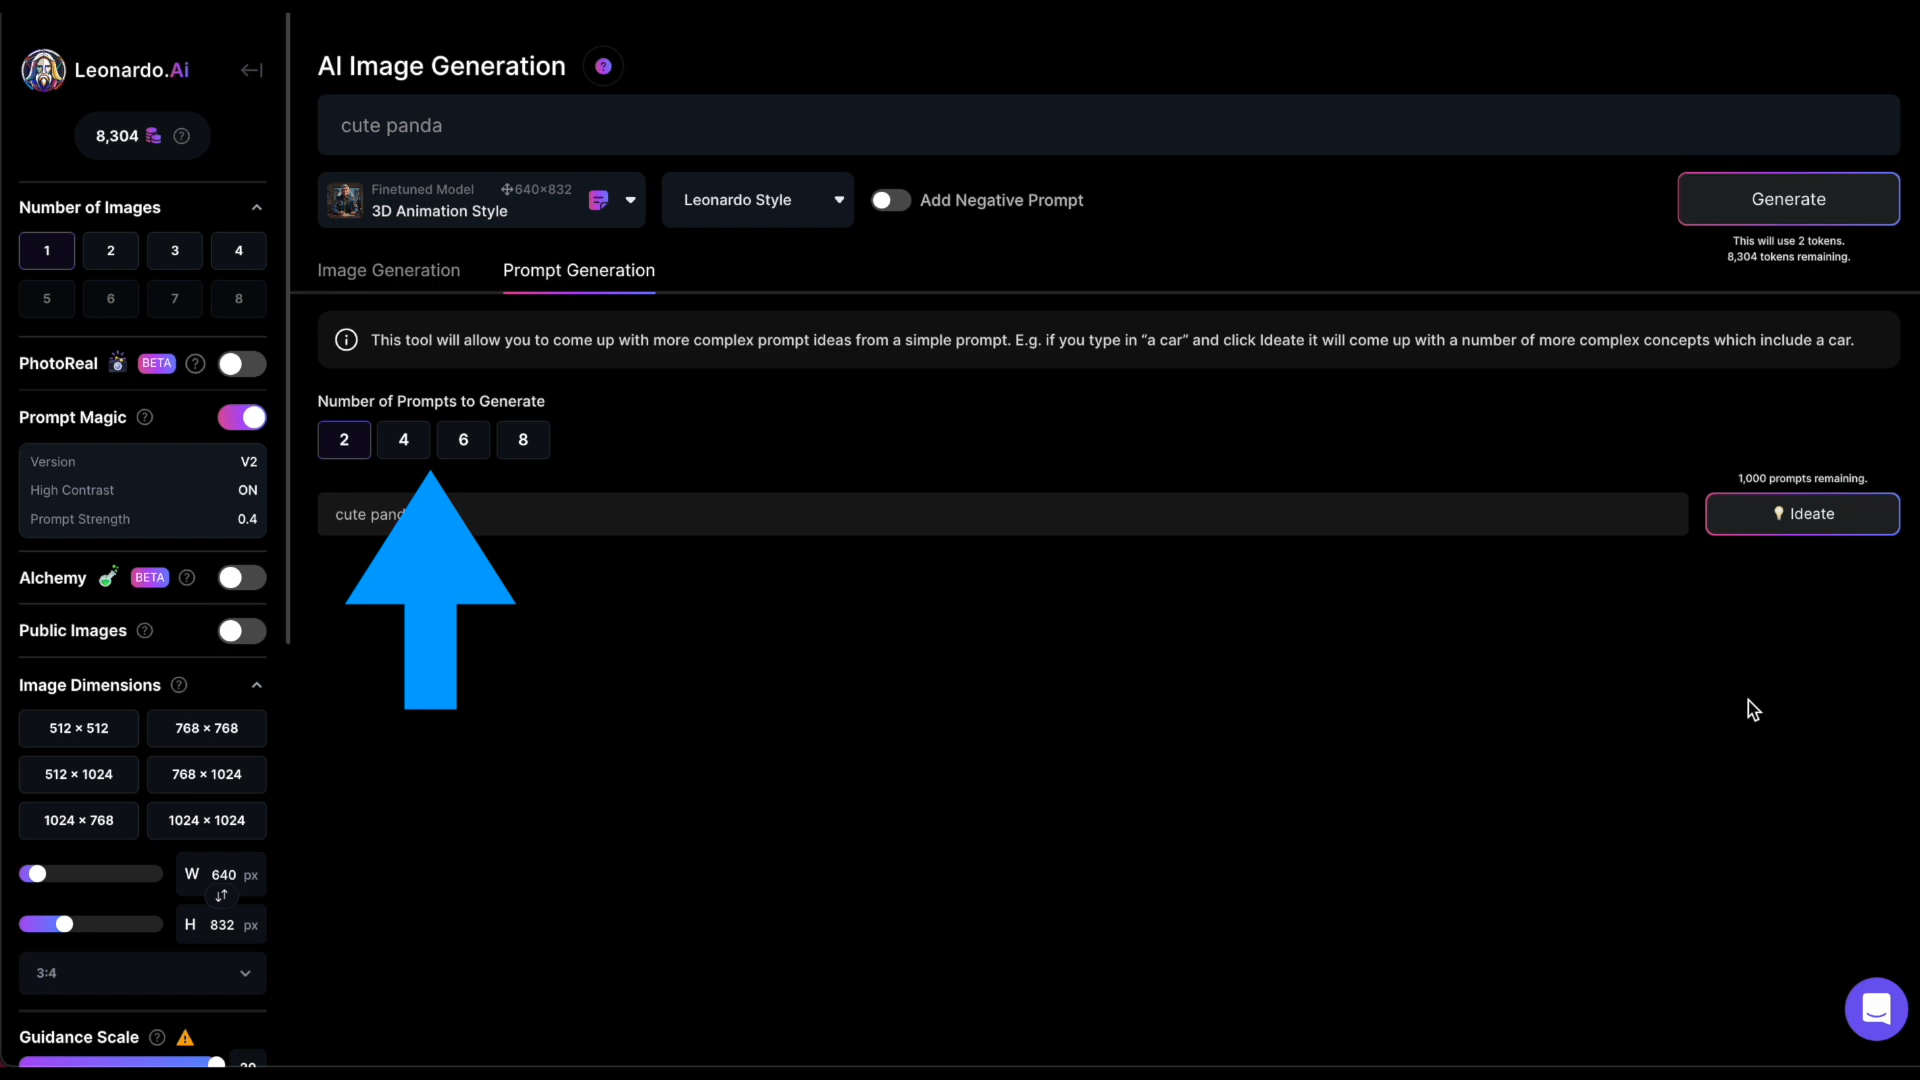 Leonardo.Ai
8,304
Number of Images
1 2 3 4
5 6 7 8
PhotoReal BETA
Prompt Magic
Version V2
High Contrast ON
Prompt Strength 0.4
Alchemy BETA
Public Images
Image Dimensions
512 × 512 768 × 768
512 × 1024 768 × 1024
1024 × 768 1024 × 1024
W 640 px
H 832 px
3:4
Guidance Scale
AI Image Generation
cute panda
Finetuned Model 640×832
3D Animation Style
Leonardo Style
Add Negative Prompt
Generate
This will use 2 tokens.
8,304 tokens remaining.
Image Generation Prompt Generation
This tool will allow you to come up with more complex prompt ideas from a simple prompt. E.g. if you type in “a car” and click Ideate it will come up with a number of more complex concepts which include a car.
Number of Prompts to Generate
2 4 6 8
1,000 prompts remaining.
cute
Ideate